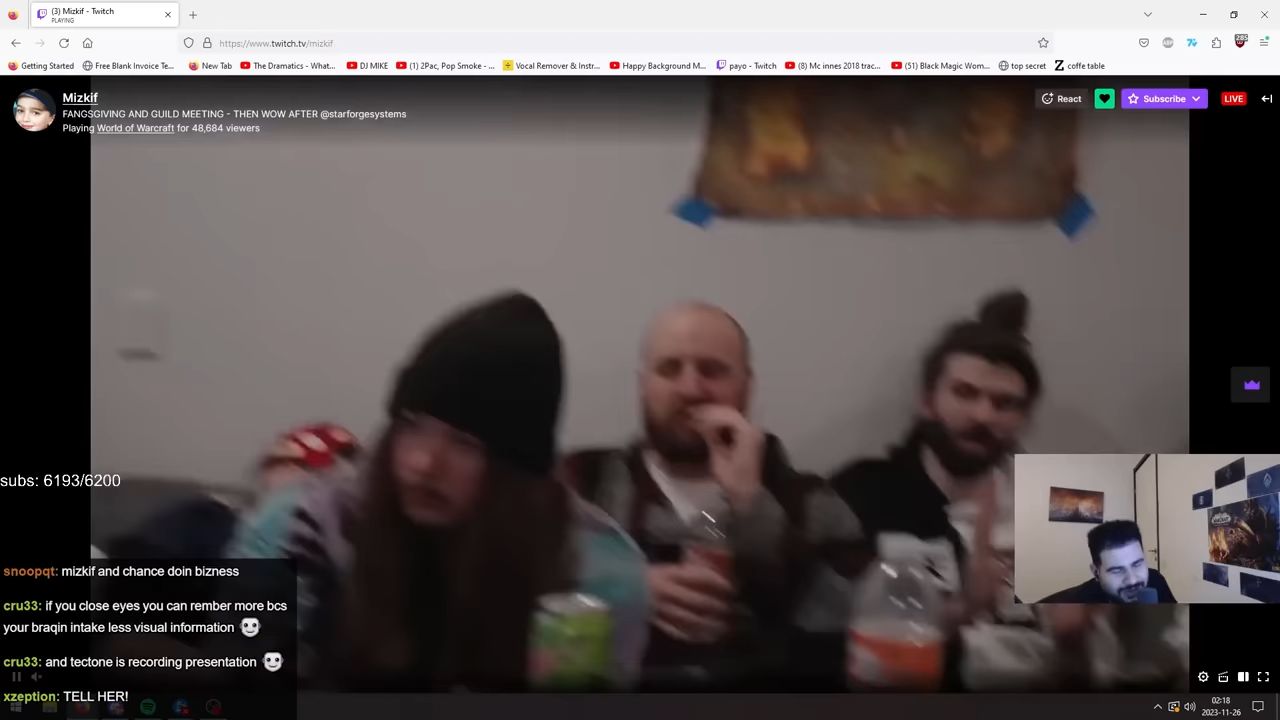 (3) Mizkif - Twitch
PLAYING
https://www.twitch.tv/mizkif
Getting Started
Free Blank Invoice Te...
New Tab
The Dramatics - What...
DJ MIKE
(1) 2Pac, Pop Smoke - ...
Vocal Remover & Instr...
Happy Background M...
payo - Twitch
(8) Mc innes 2018 trac...
(51) Black Magic Wom...
top secret
coffe table
285
ABP
Mizkif
FANGSGIVING AND GUILD MEETING - THEN WOW AFTER @starforgesystems
Playing World of Warcraft for 48,684 viewers
React
Subscribe
LIVE
subs: 6193/6200
snoopqt: mizkif and chance doin bizness
cru33: if you close eyes you can rember more bcs
your braqin intake less visual information
cru33: and tectone is recording presentation
xzeption: TELL HER!
02:18
2023-11-26